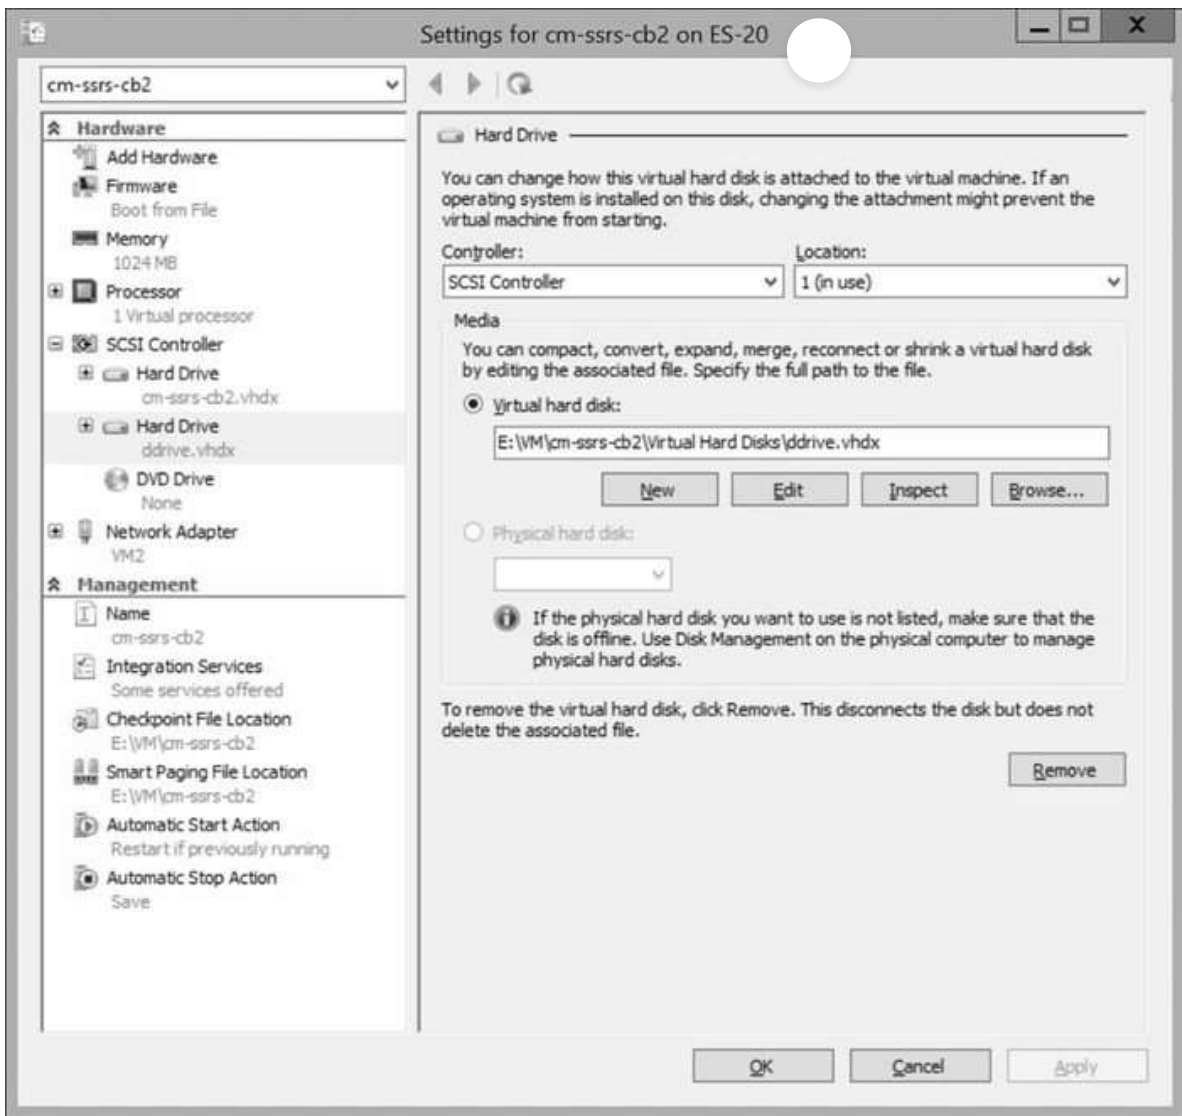 Settings for cm-ssrs-cb2 on ES-20
cm-ssrs-cb2
Hardware
Add Hardware
Firmware
Boot from File
Memory
1024 MB
Processor
1 Virtual processor
SCSI Controller
Hard Drive
cm-ssrs-cb2.vhdx
Hard Drive
ddrive.vhdx
DVD Drive
None
Network Adapter
VM2
Management
Name
cm-ssrs-cb2
Integration Services
Some services offered
Checkpoint File Location
E:\VM\cm-ssrs-cb2
Smart Paging File Location
E:\VM\cm-ssrs-cb2
Automatic Start Action
Restart if previously running
Automatic Stop Action
Save
Hard Drive
You can change how this virtual hard disk is attached to the virtual machine. If an
operating system is installed on this disk, changing the attachment might prevent the
virtual machine from starting.
Controller:
Location:
SCSI Controller
1 (in use)
Media
You can compact, convert, expand, merge, reconnect or shrink a virtual hard disk
by editing the associated file. Specify the full path to the file.
Virtual hard disk:
E:\VM\cm-ssrs-cb2\Virtual Hard Disks\ddrive.vhdx
New Edit Inspect Browse...
Physical hard disk:
If the physical hard disk you want to use is not listed, make sure that the
disk is offline. Use Disk Management on the physical computer to manage
physical hard disks.
To remove the virtual hard disk, click Remove. This disconnects the disk but does not
delete the associated file.
Remove
OK Cancel Apply